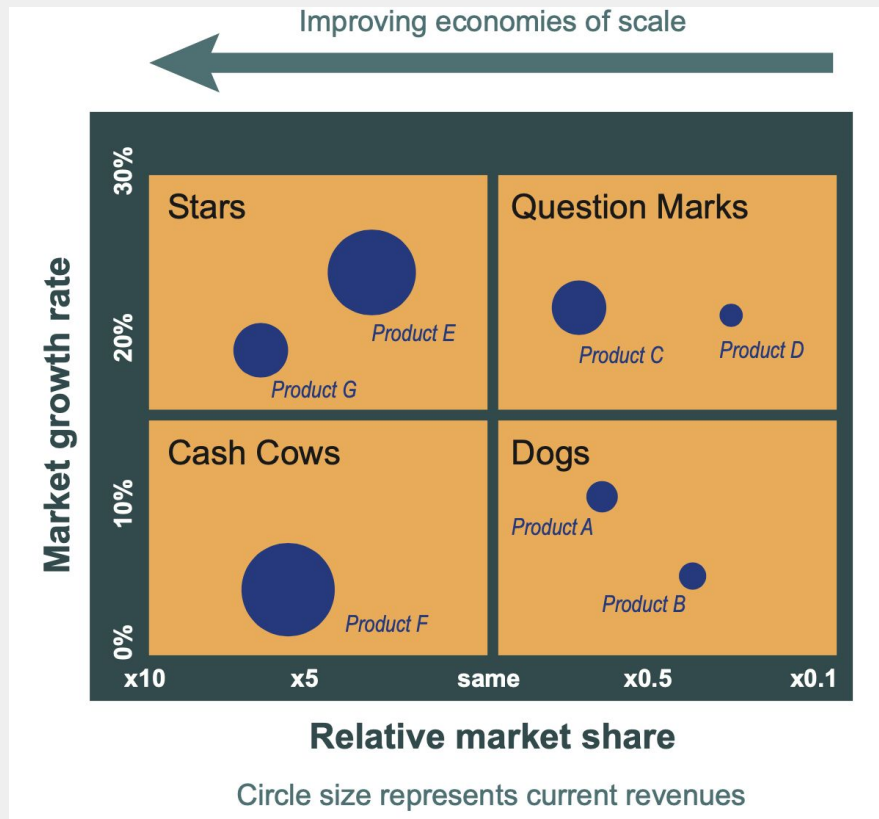 Improving economies of scale
30%
Stars
Question Marks
Product E
20%
Product C
Product D
Product G
Market growth rate
Cash Cows
Dogs
10%
Product A
Product B
Product F
0%
x10 x5 same x0.5 x0.1
Relative market share
Circle size represents current revenues